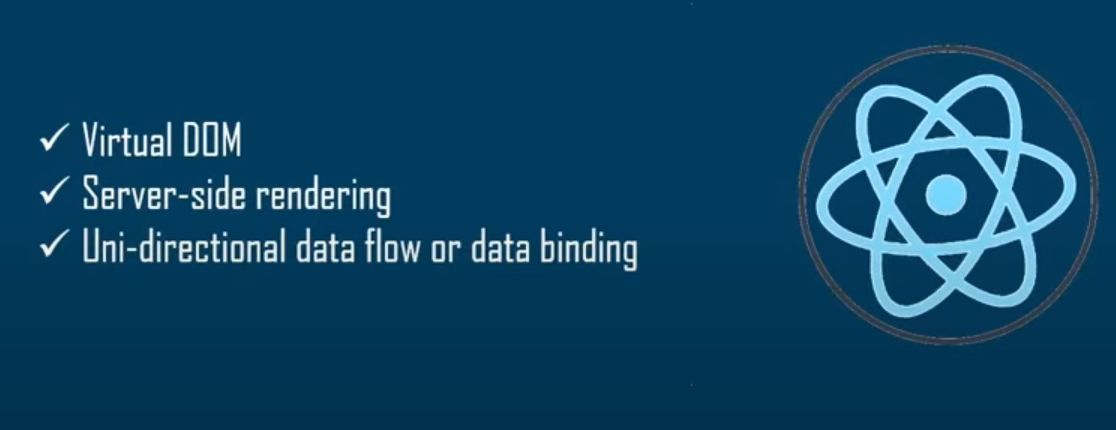 ✓ Virtual DOM
✓ Server-side rendering
✓ Uni-directional data flow or data binding